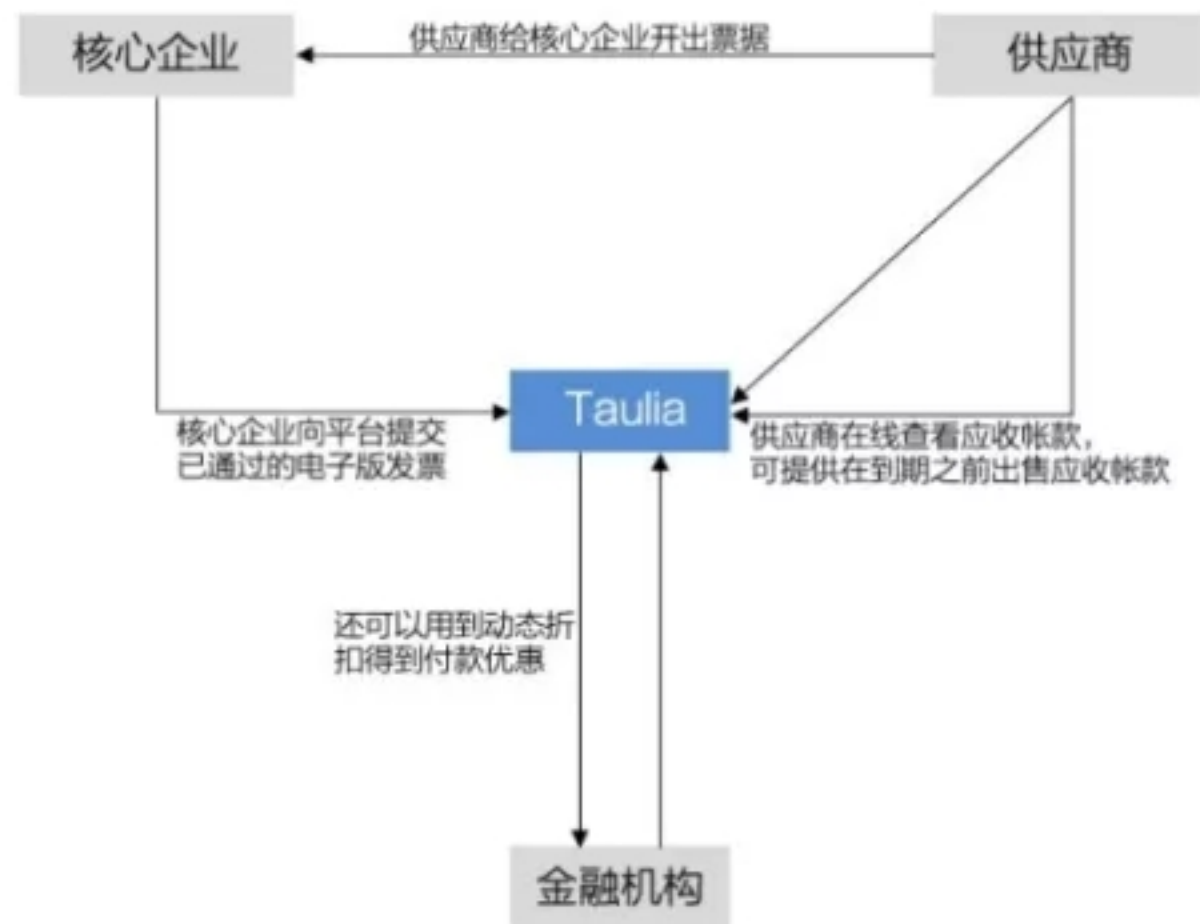 核心企业
供应商给核心企业开出票据
供应商
Taulia
核心企业向平台提交
已通过的电子版发票
供应商在线查看应收帐款，
可提供在到期之前出售应收帐款
还可以用到动态折
扣得到付款优惠
金融机构